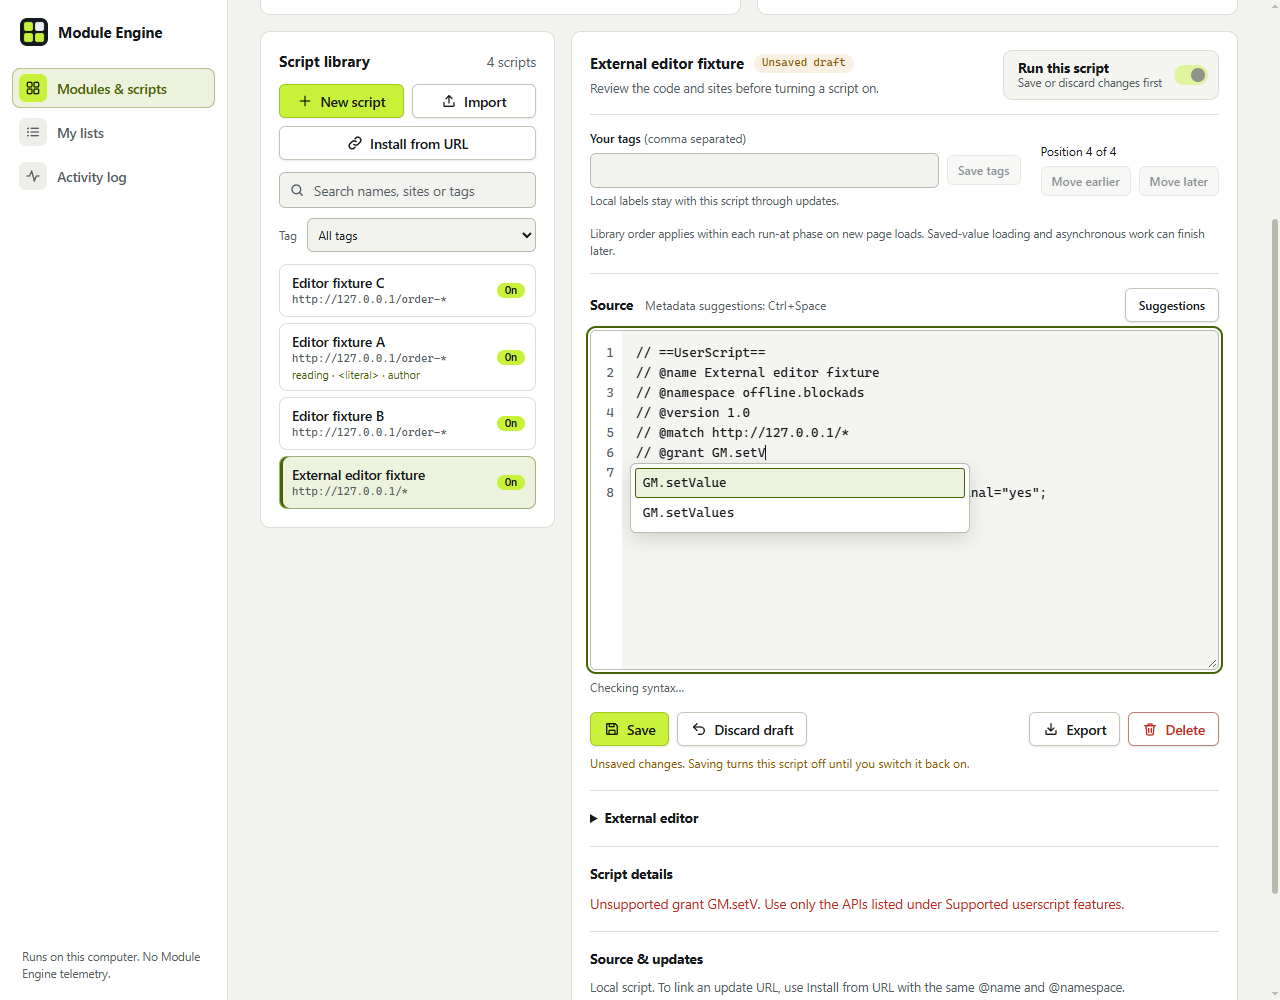 Module Engine
Modules & scripts
My lists
Activity log
Runs on this computer. No Module
Engine telemetry.
Script library
4 scripts
New script
Import
Install from URL
Search names, sites or tags
Tag
All tags
Editor fixture C
http://127.0.0.1/order-*
On
Editor fixture A
http://127.0.0.1/order-*
reading · <literal> · author
On
Editor fixture B
http://127.0.0.1/order-*
On
External editor fixture
http://127.0.0.1/*
On
External editor fixture
Unsaved draft
Review the code and sites before turning a script on.
Run this script
Save or discard changes first
Your tags (comma separated)
Save tags
Local labels stay with this script through updates.
Position 4 of 4
Move earlier
Move later
Library order applies within each run-at phase on new page loads. Saved-value loading and asynchronous work can finish
later.
Source
Metadata suggestions: Ctrl+Space
Suggestions
1 // ==UserScript==
2 // @name External editor fixture
3 // @namespace offline.blockads
4 // @version 1.0
5 // @match http://127.0.0.1/*
6 // @grant GM.setV
7
8 nal="yes";
GM.setValue
GM.setValues
Checking syntax...
Save
Discard draft
Export
Delete
Unsaved changes. Saving turns this script off until you switch it back on.
External editor
Script details
Unsupported grant GM.setV. Use only the APIs listed under Supported userscript features.
Source & updates
Local script. To link an update URL, use Install from URL with the same @name and @namespace.